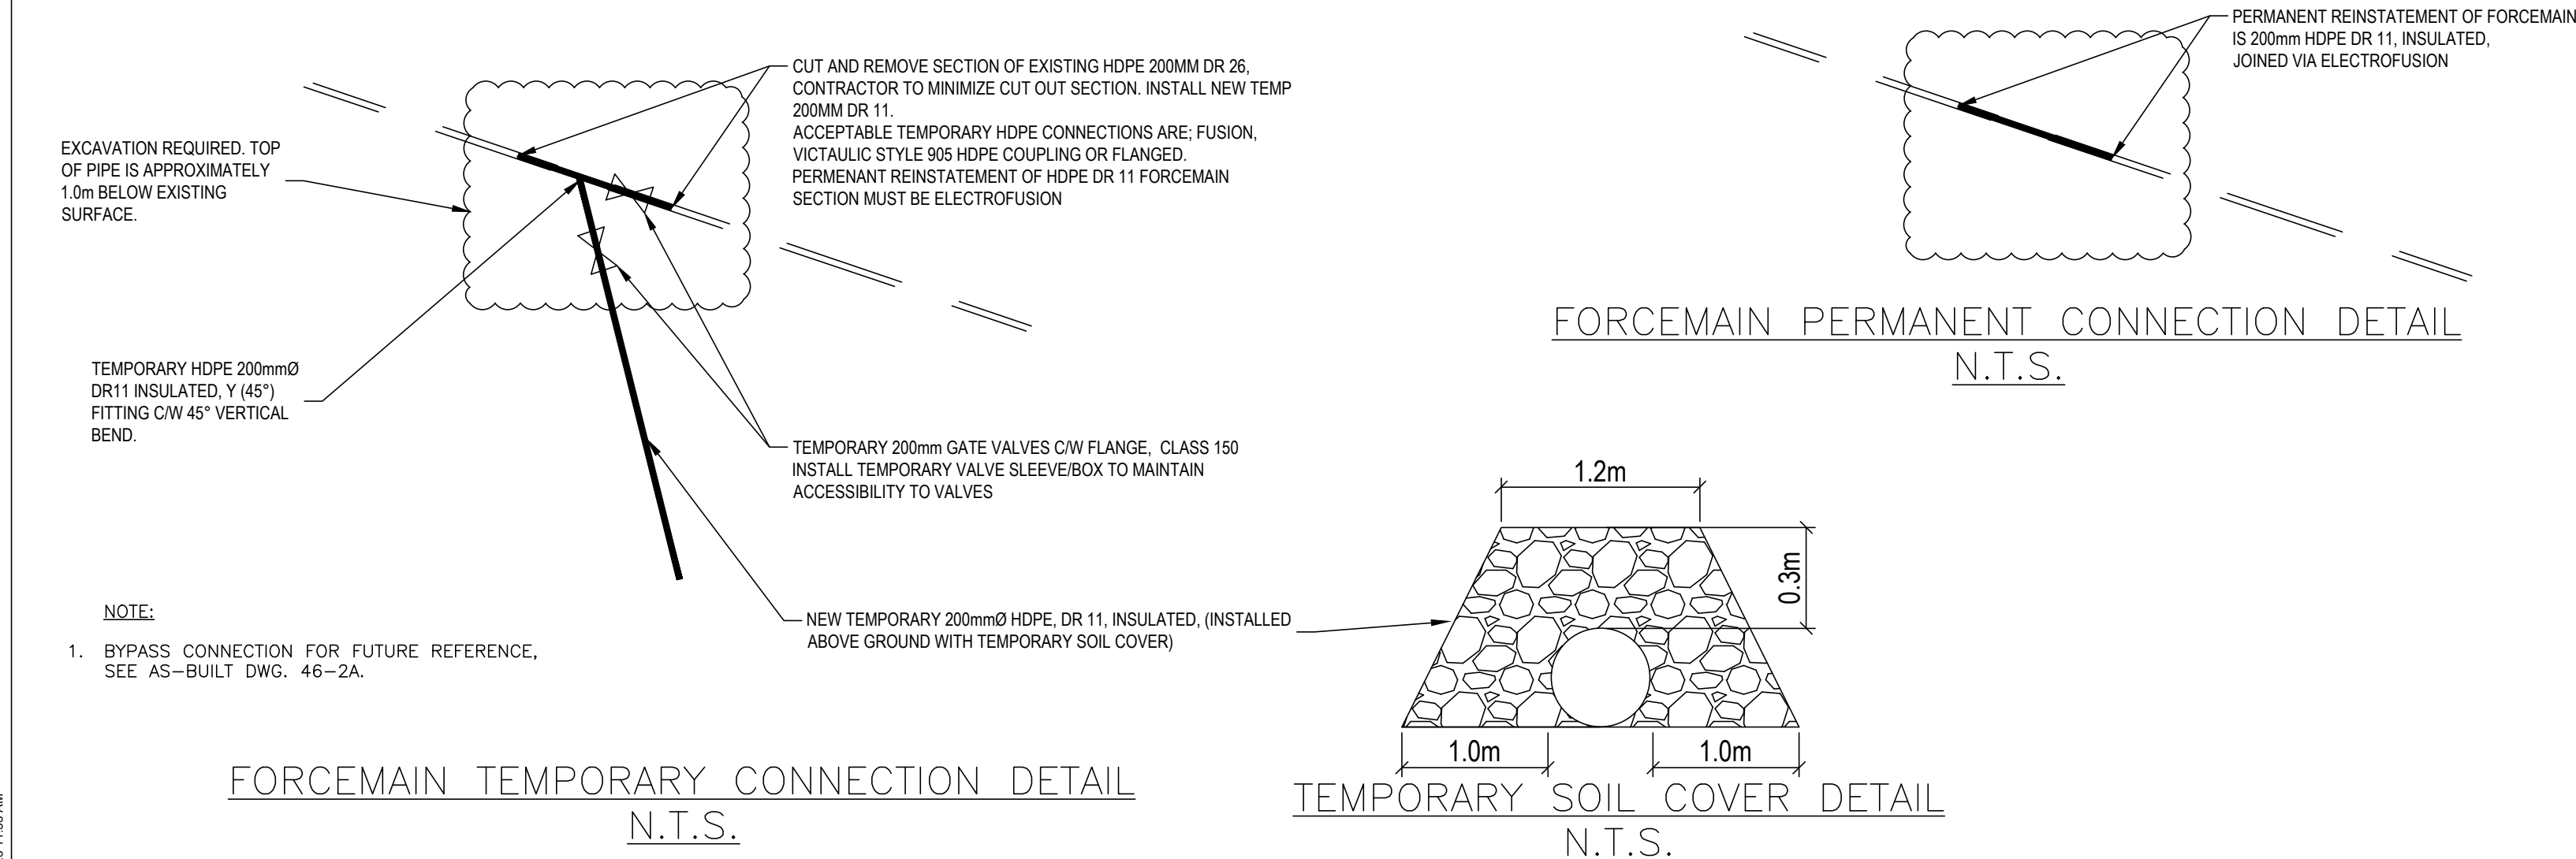 EXCAVATION REQUIRED. TOP
OF PIPE IS APPROXIMATELY
1.0m BELOW EXISTING
SURFACE.
CUT AND REMOVE SECTION OF EXISTING HDPE 200MM DR 26,
CONTRACTOR TO MINIMIZE CUT OUT SECTION. INSTALL NEW TEMP
200MM DR 11.
ACCEPTABLE TEMPORARY HDPE CONNECTIONS ARE; FUSION,
VICTAULIC STYLE 905 HDPE COUPLING OR FLANGED.
PERMENANT REINSTATEMENT OF HDPE DR 11 FORCEMAIN
SECTION MUST BE ELECTROFUSION
TEMPORARY HDPE 200mmØ
DR11 INSULATED, Y (45°)
FITTING C/W 45° VERTICAL
BEND.
TEMPORARY 200mm GATE VALVES C/W FLANGE, CLASS 150
INSTALL TEMPORARY VALVE SLEEVE/BOX TO MAINTAIN
ACCESSIBILITY TO VALVES
NEW TEMPORARY 200mmØ HDPE, DR 11, INSULATED, (INSTALLED
ABOVE GROUND WITH TEMPORARY SOIL COVER)
NOTE:
1. BYPASS CONNECTION FOR FUTURE REFERENCE,
SEE AS-BUILT DWG. 46-2A.
FORCEMAIN TEMPORARY CONNECTION DETAIL
N.T.S.
PERMANENT REINSTATEMENT OF FORCEMAIN
IS 200mm HDPE DR 11, INSULATED,
JOINED VIA ELECTROFUSION
FORCEMAIN PERMANENT CONNECTION DETAIL
N.T.S.
1.2m
0.3m
1.0m
1.0m
TEMPORARY SOIL COVER DETAIL
N.T.S.